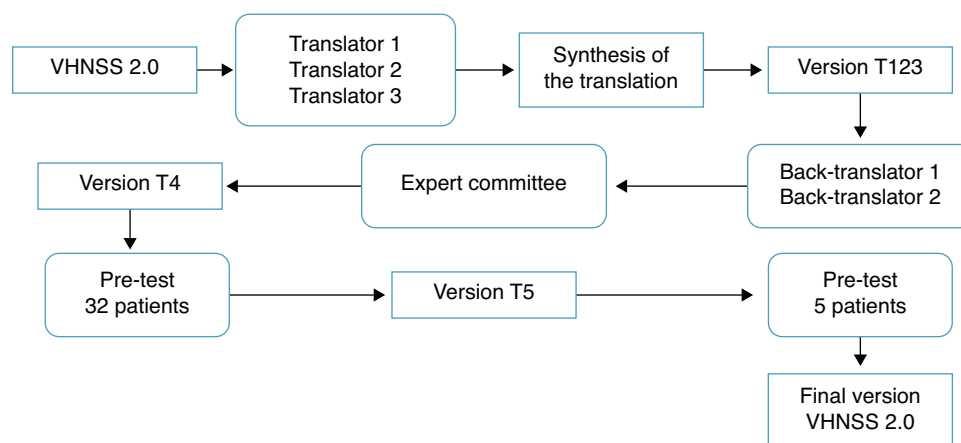 VHNSS 2.0
Translator 1
Translator 2
Translator 3
Synthesis of
the translation
Version T123
Back-translator 1
Back-translator 2
Expert committee
Version T4
Pre-test
32 patients
Version T5
Pre-test
5 patients
Final version
VHNSS 2.0